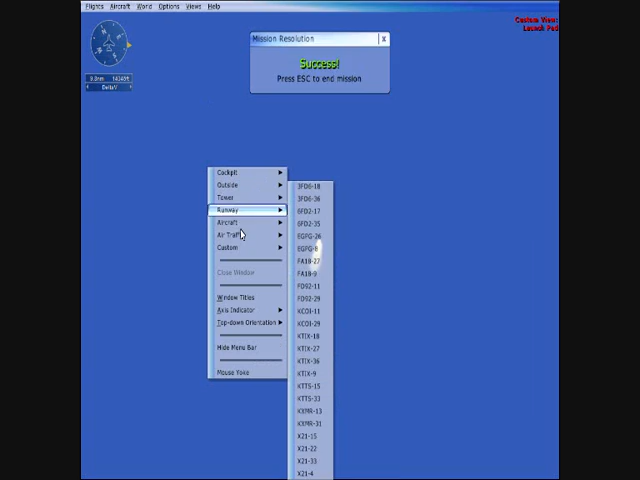 Flights Aircraft World Options Views Help
Custom View:
Launch Pad
Mission Resolution X
Success!
Press ESC to end mission
DeltaV
Cockpit
Outside
Tower
Runway
Aircraft
Air Traff
Custom
Close Window
Window Titles
Axis Indicator
Top-down Orientation
Hide Menu Bar
Mouse Yoke
3FD6-18
3FD6-36
6FD2-17
6FD2-35
EGPG-26
EGPG-8
FA18-27
FA18-9
FD92-11
FD92-29
KCOI-11
KCOI-29
KTIX-18
KTIX-27
KTIX-36
KTIX-9
KTTS-15
KTTS-33
KXMR-13
KXMR-31
X21-15
X21-22
X21-33
X21-4